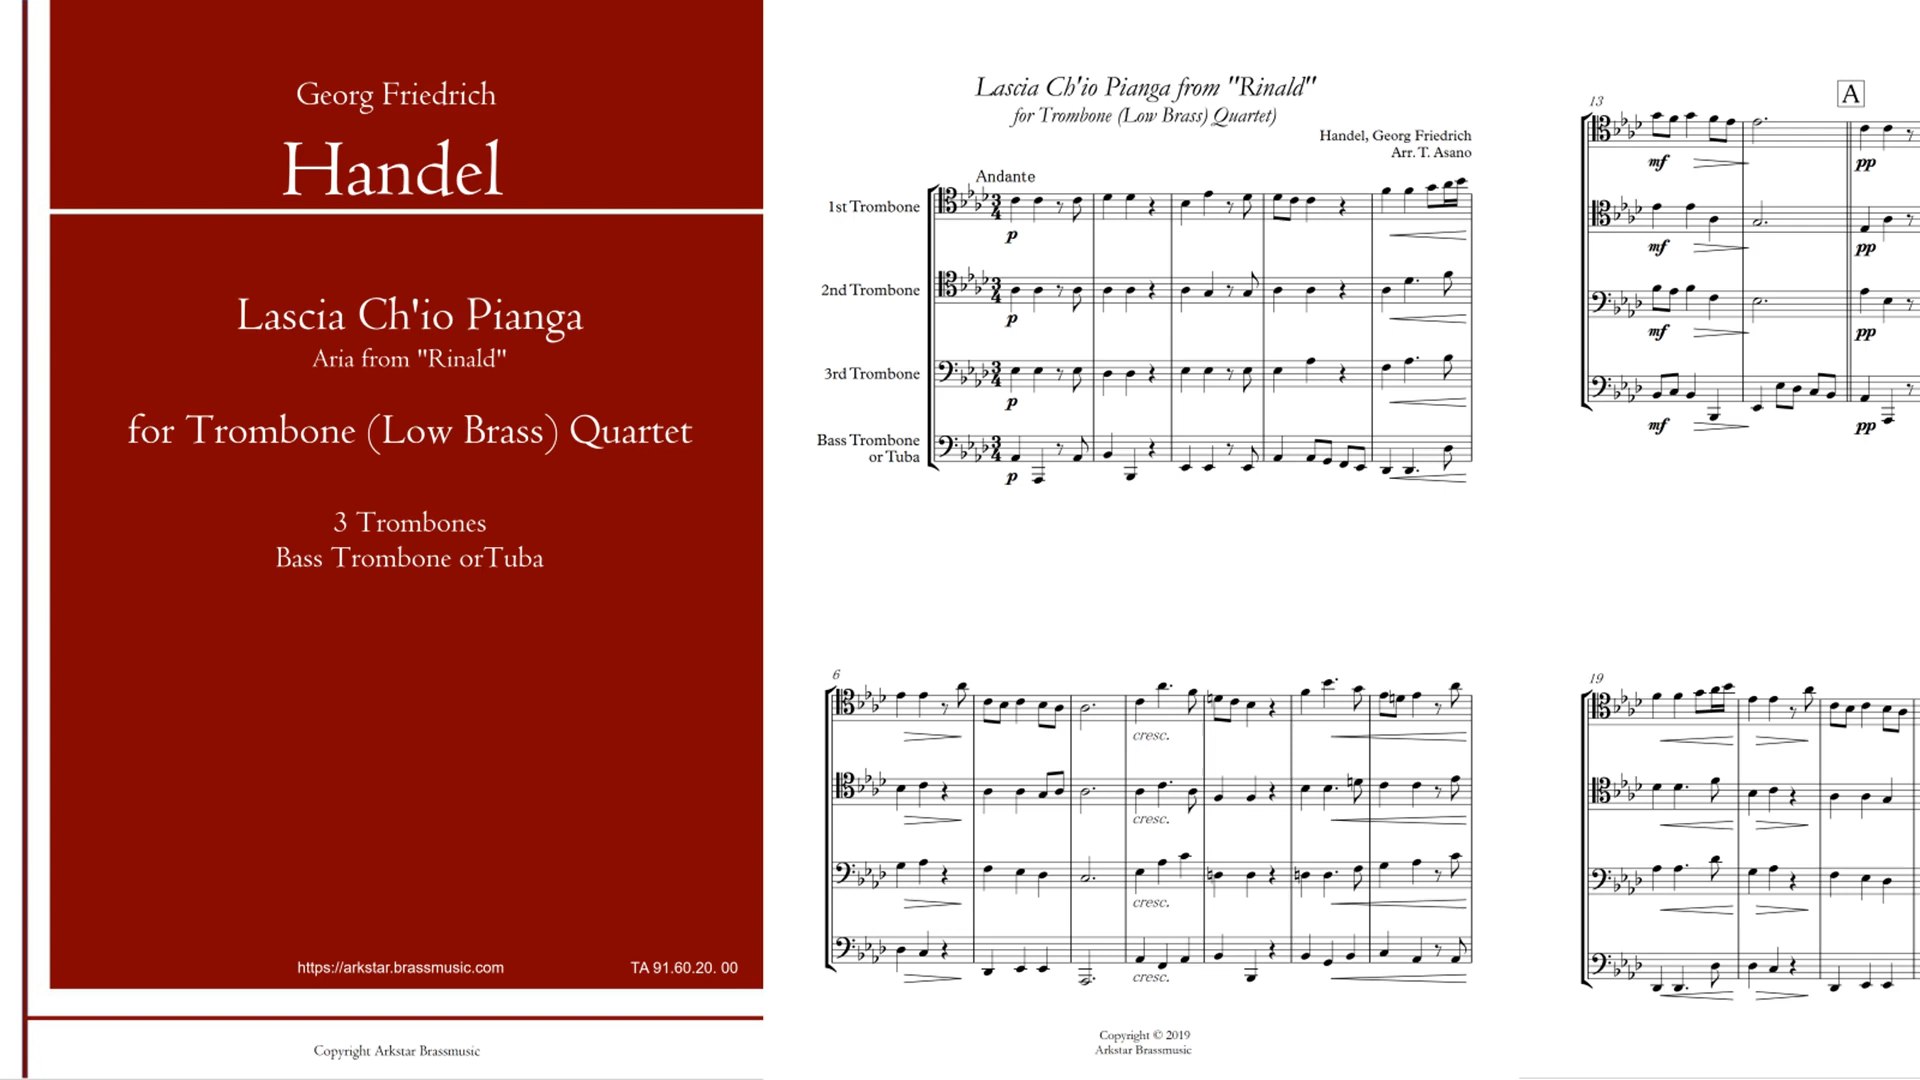 Georg Friedrich
Handel
Lascia Ch'io Pianga
Aria from "Rinald"
for Trombone (Low Brass) Quartet
3 Trombones
Bass Trombone orTuba
https://arkstar.brassmusic.com
TA 91.60.20. 00
Copyright Arkstar Brassmusic
Lascia Ch'io Pianga from "Rinald"
for Trombone (Low Brass) Quartet)
Handel, Georg Friedrich
Arr. T. Asano
Andante
1st Trombone
p
2nd Trombone
p
3rd Trombone
p
Bass Trombone
or Tuba
p
6
cresc.
cresc.
cresc.
cresc.
Copyright © 2019
Arkstar Brassmusic
13
A
mf pp
mf pp
mf pp
mf pp
19